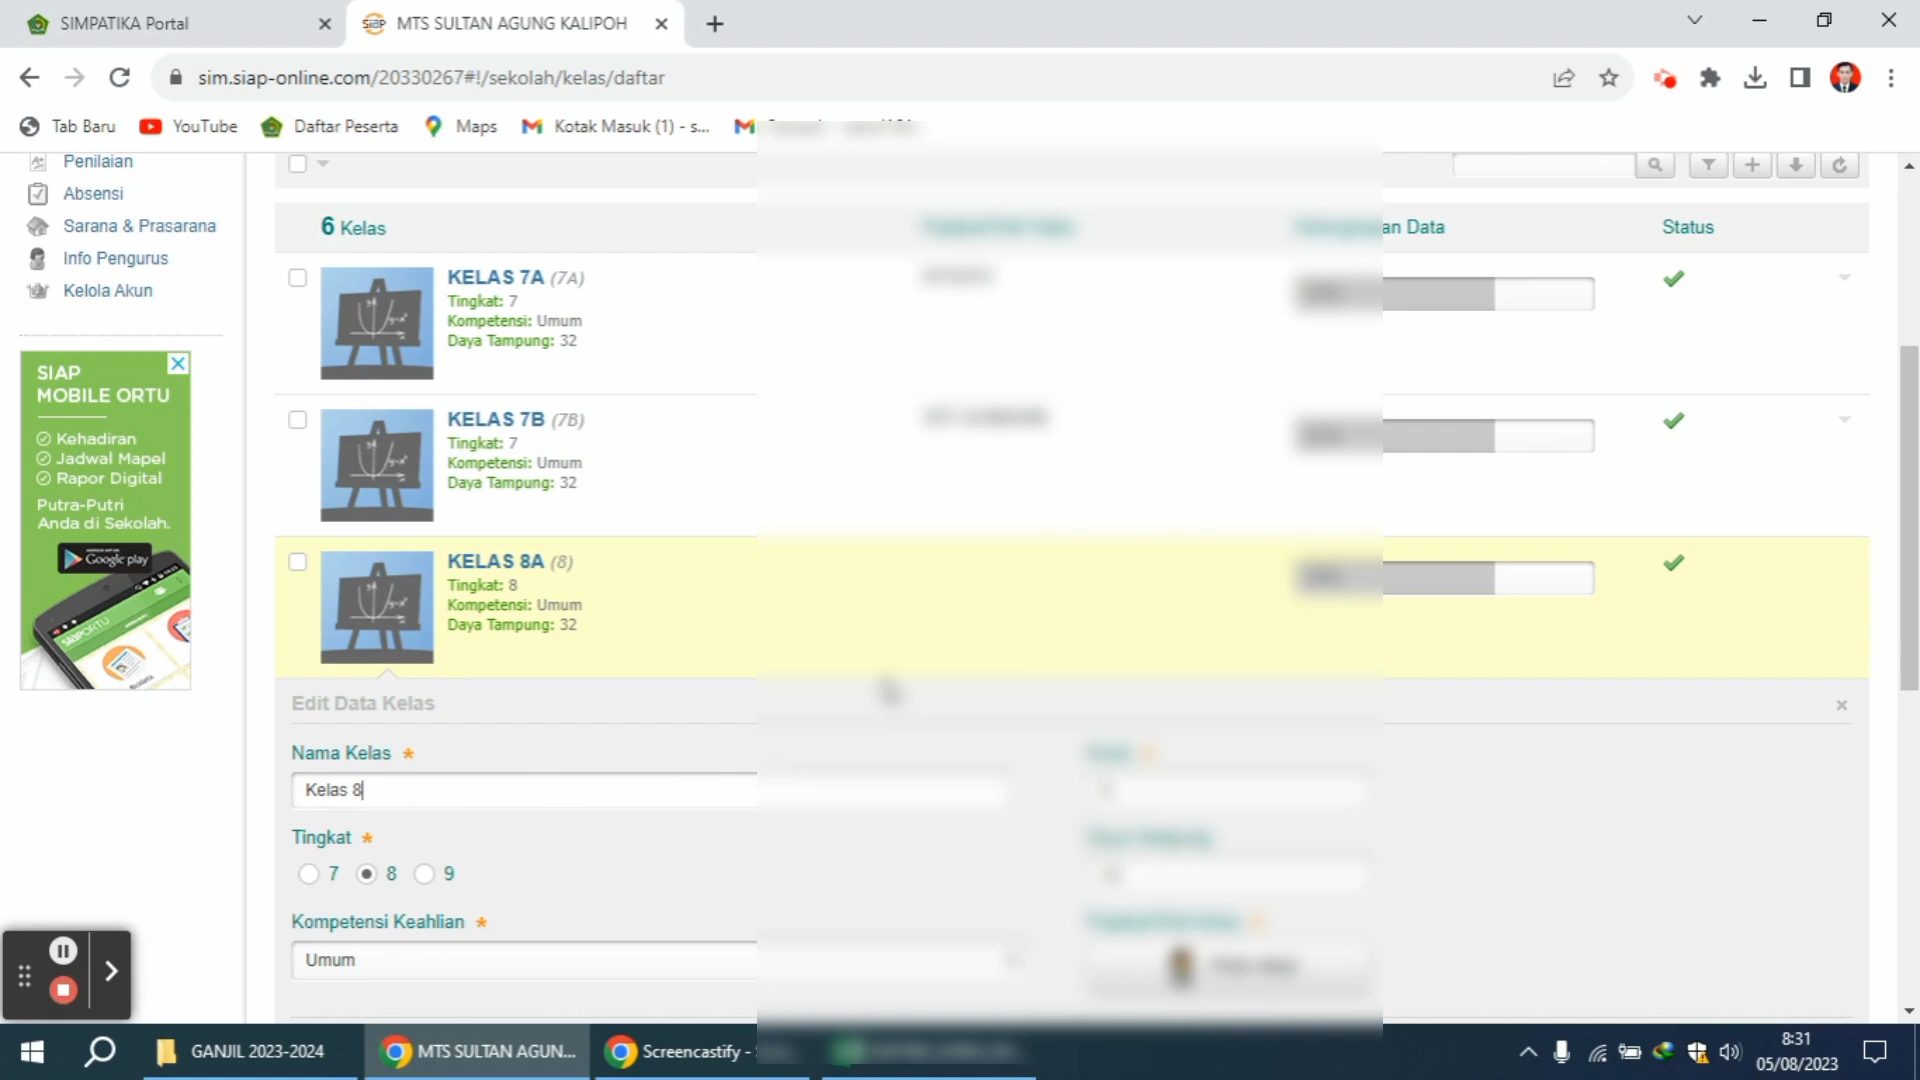 SIMPATIKA Portal
MTS SULTAN AGUNG KALIPOH
sim.siap-online.com/20330267#!/sekolah/kelas/daftar
Tab Baru
YouTube
Daftar Peserta
Maps
Kotak Masuk (1) - s...
Penilaian
Absensi
Sarana & Prasarana
Info Pengurus
Kelola Akun
SIAP
MOBILE ORTU
Kehadiran
Jadwal Mapel
Rapor Digital
Putra-Putri
Anda di Sekolah.
Google play
6 Kelas
an Data
Status
KELAS 7A (7A)
Tingkat: 7
Kompetensi: Umum
Daya Tampung: 32
KELAS 7B (7B)
Tingkat: 7
Kompetensi: Umum
Daya Tampung: 32
KELAS 8A (8)
Tingkat: 8
Kompetensi: Umum
Daya Tampung: 32
Edit Data Kelas
Nama Kelas *
Kelas 8
Tingkat *
7 8 9
Kompetensi Keahlian *
Umum
GANJIL 2023-2024
MTS SULTAN AGUN...
Screencastify -
8:31
05/08/2023